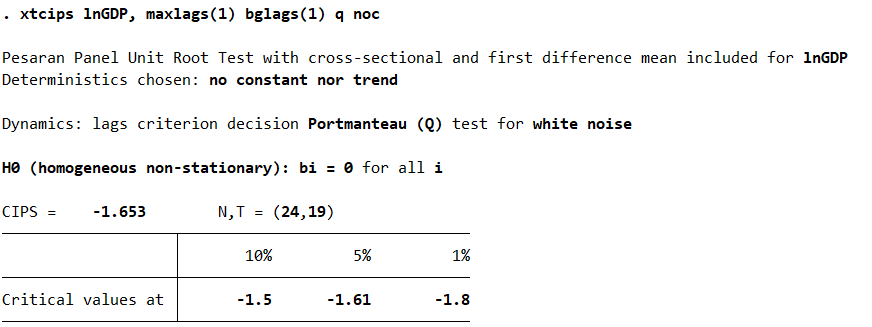 . xtcips lnGDP, maxlags(1) bglags(1) q noc
Pesaran Panel Unit Root Test with cross-sectional and first difference mean included for lnGDP
Deterministics chosen: no constant nor trend
Dynamics: lags criterion decision Portmanteau (Q) test for white noise
H0 (homogeneous non-stationary): bi = 0 for all i
CIPS = -1.653 N,T = (24,19)
10% 5% 1%
Critical values at -1.5 -1.61 -1.8